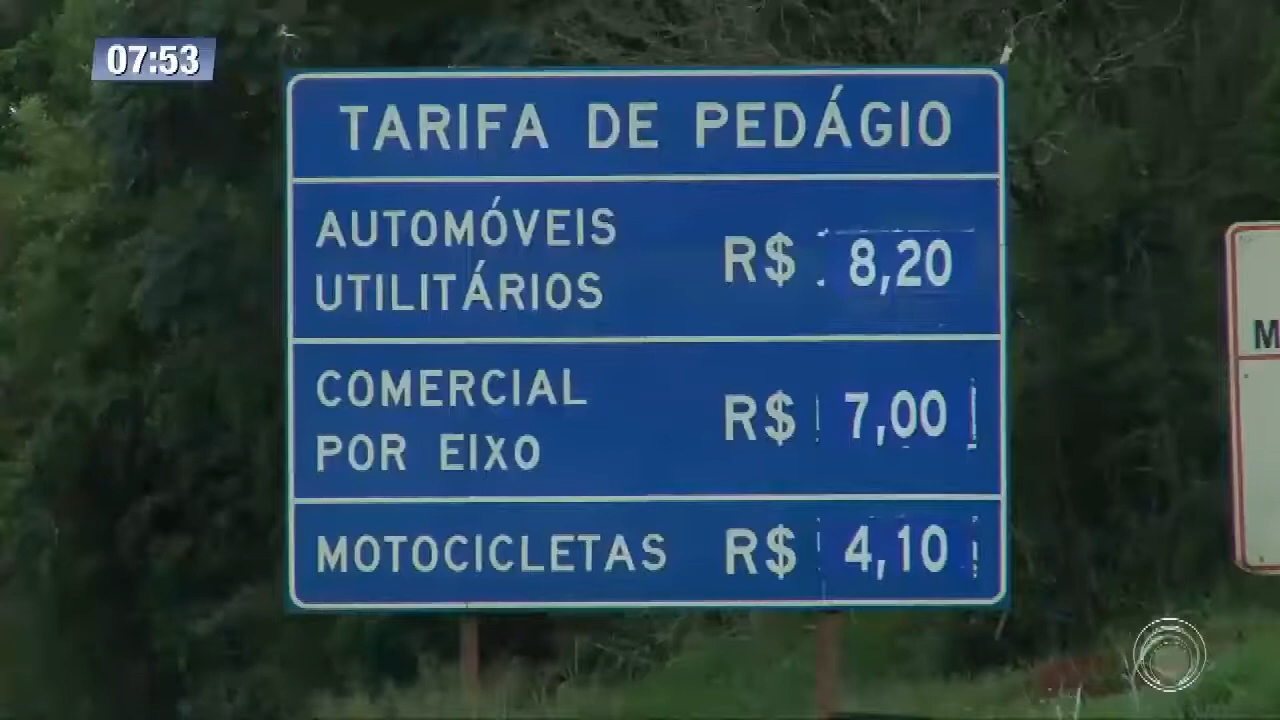 07:53
TARIFA DE PEDÁGIO
AUTOMÓVEIS
UTILITÁRIOS
R$ 8,20
COMERCIAL
POR EIXO
R$ 7,00
MOTOCICLETAS R$ 4,10
M